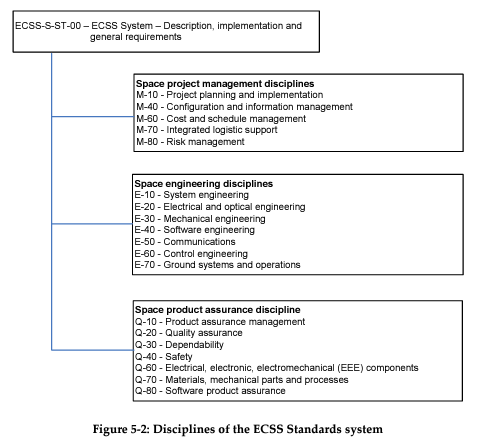 ECSS-S-ST-00 – ECSS System – Description, implementation and
general requirements
Space project management disciplines
M-10 - Project planning and implementation
M-40 - Configuration and information management
M-60 - Cost and schedule management
M-70 - Integrated logistic support
M-80 - Risk management
Space engineering disciplines
E-10 - System engineering
E-20 - Electrical and optical engineering
E-30 - Mechanical engineering
E-40 - Software engineering
E-50 - Communications
E-60 - Control engineering
E-70 - Ground systems and operations
Space product assurance discipline
Q-10 - Product assurance management
Q-20 - Quality assurance
Q-30 - Dependability
Q-40 - Safety
Q-60 - Electrical, electronic, electromechanical (EEE) components
Q-70 - Materials, mechanical parts and processes
Q-80 - Software product assurance
Figure 5-2: Disciplines of the ECSS Standards system